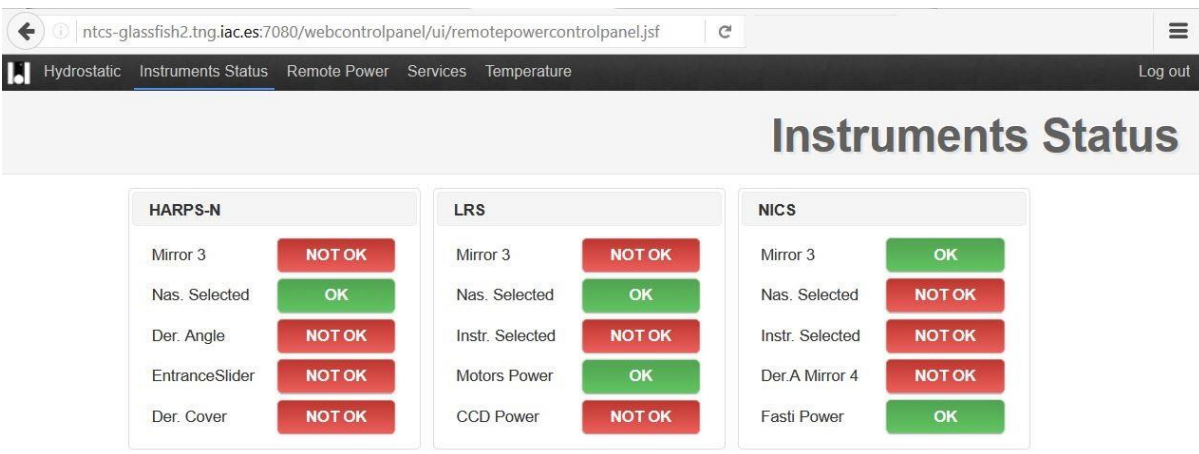 ntcs-glassfish2.tng.iac.es:7080/webcontrolpanel/ui/remotepowercontrolpanel.jsf
Hydrostatic Instruments Status Remote Power Services Temperature Log out
Instruments Status
HARPS-N
Mirror 3 NOT OK
Nas. Selected OK
Der. Angle NOT OK
EntranceSlider NOT OK
Der. Cover NOT OK
LRS
Mirror 3 NOT OK
Nas. Selected OK
Instr. Selected NOT OK
Motors Power OK
CCD Power NOT OK
NICS
Mirror 3 OK
Nas. Selected NOT OK
Instr. Selected NOT OK
Der.A Mirror 4 NOT OK
Fasti Power OK